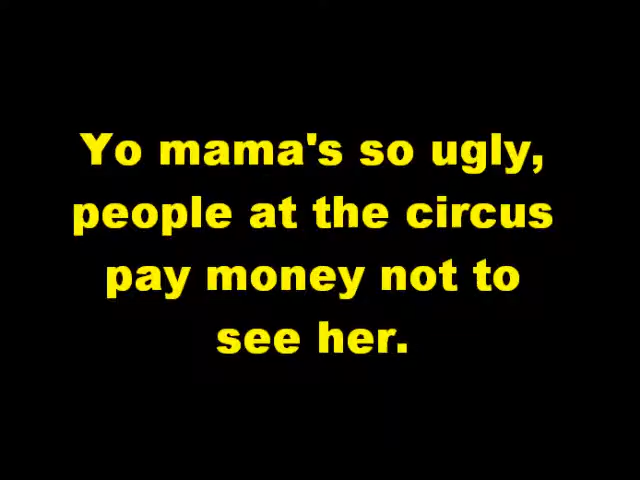 Yo mama's so ugly,
people at the circus
pay money not to
see her.